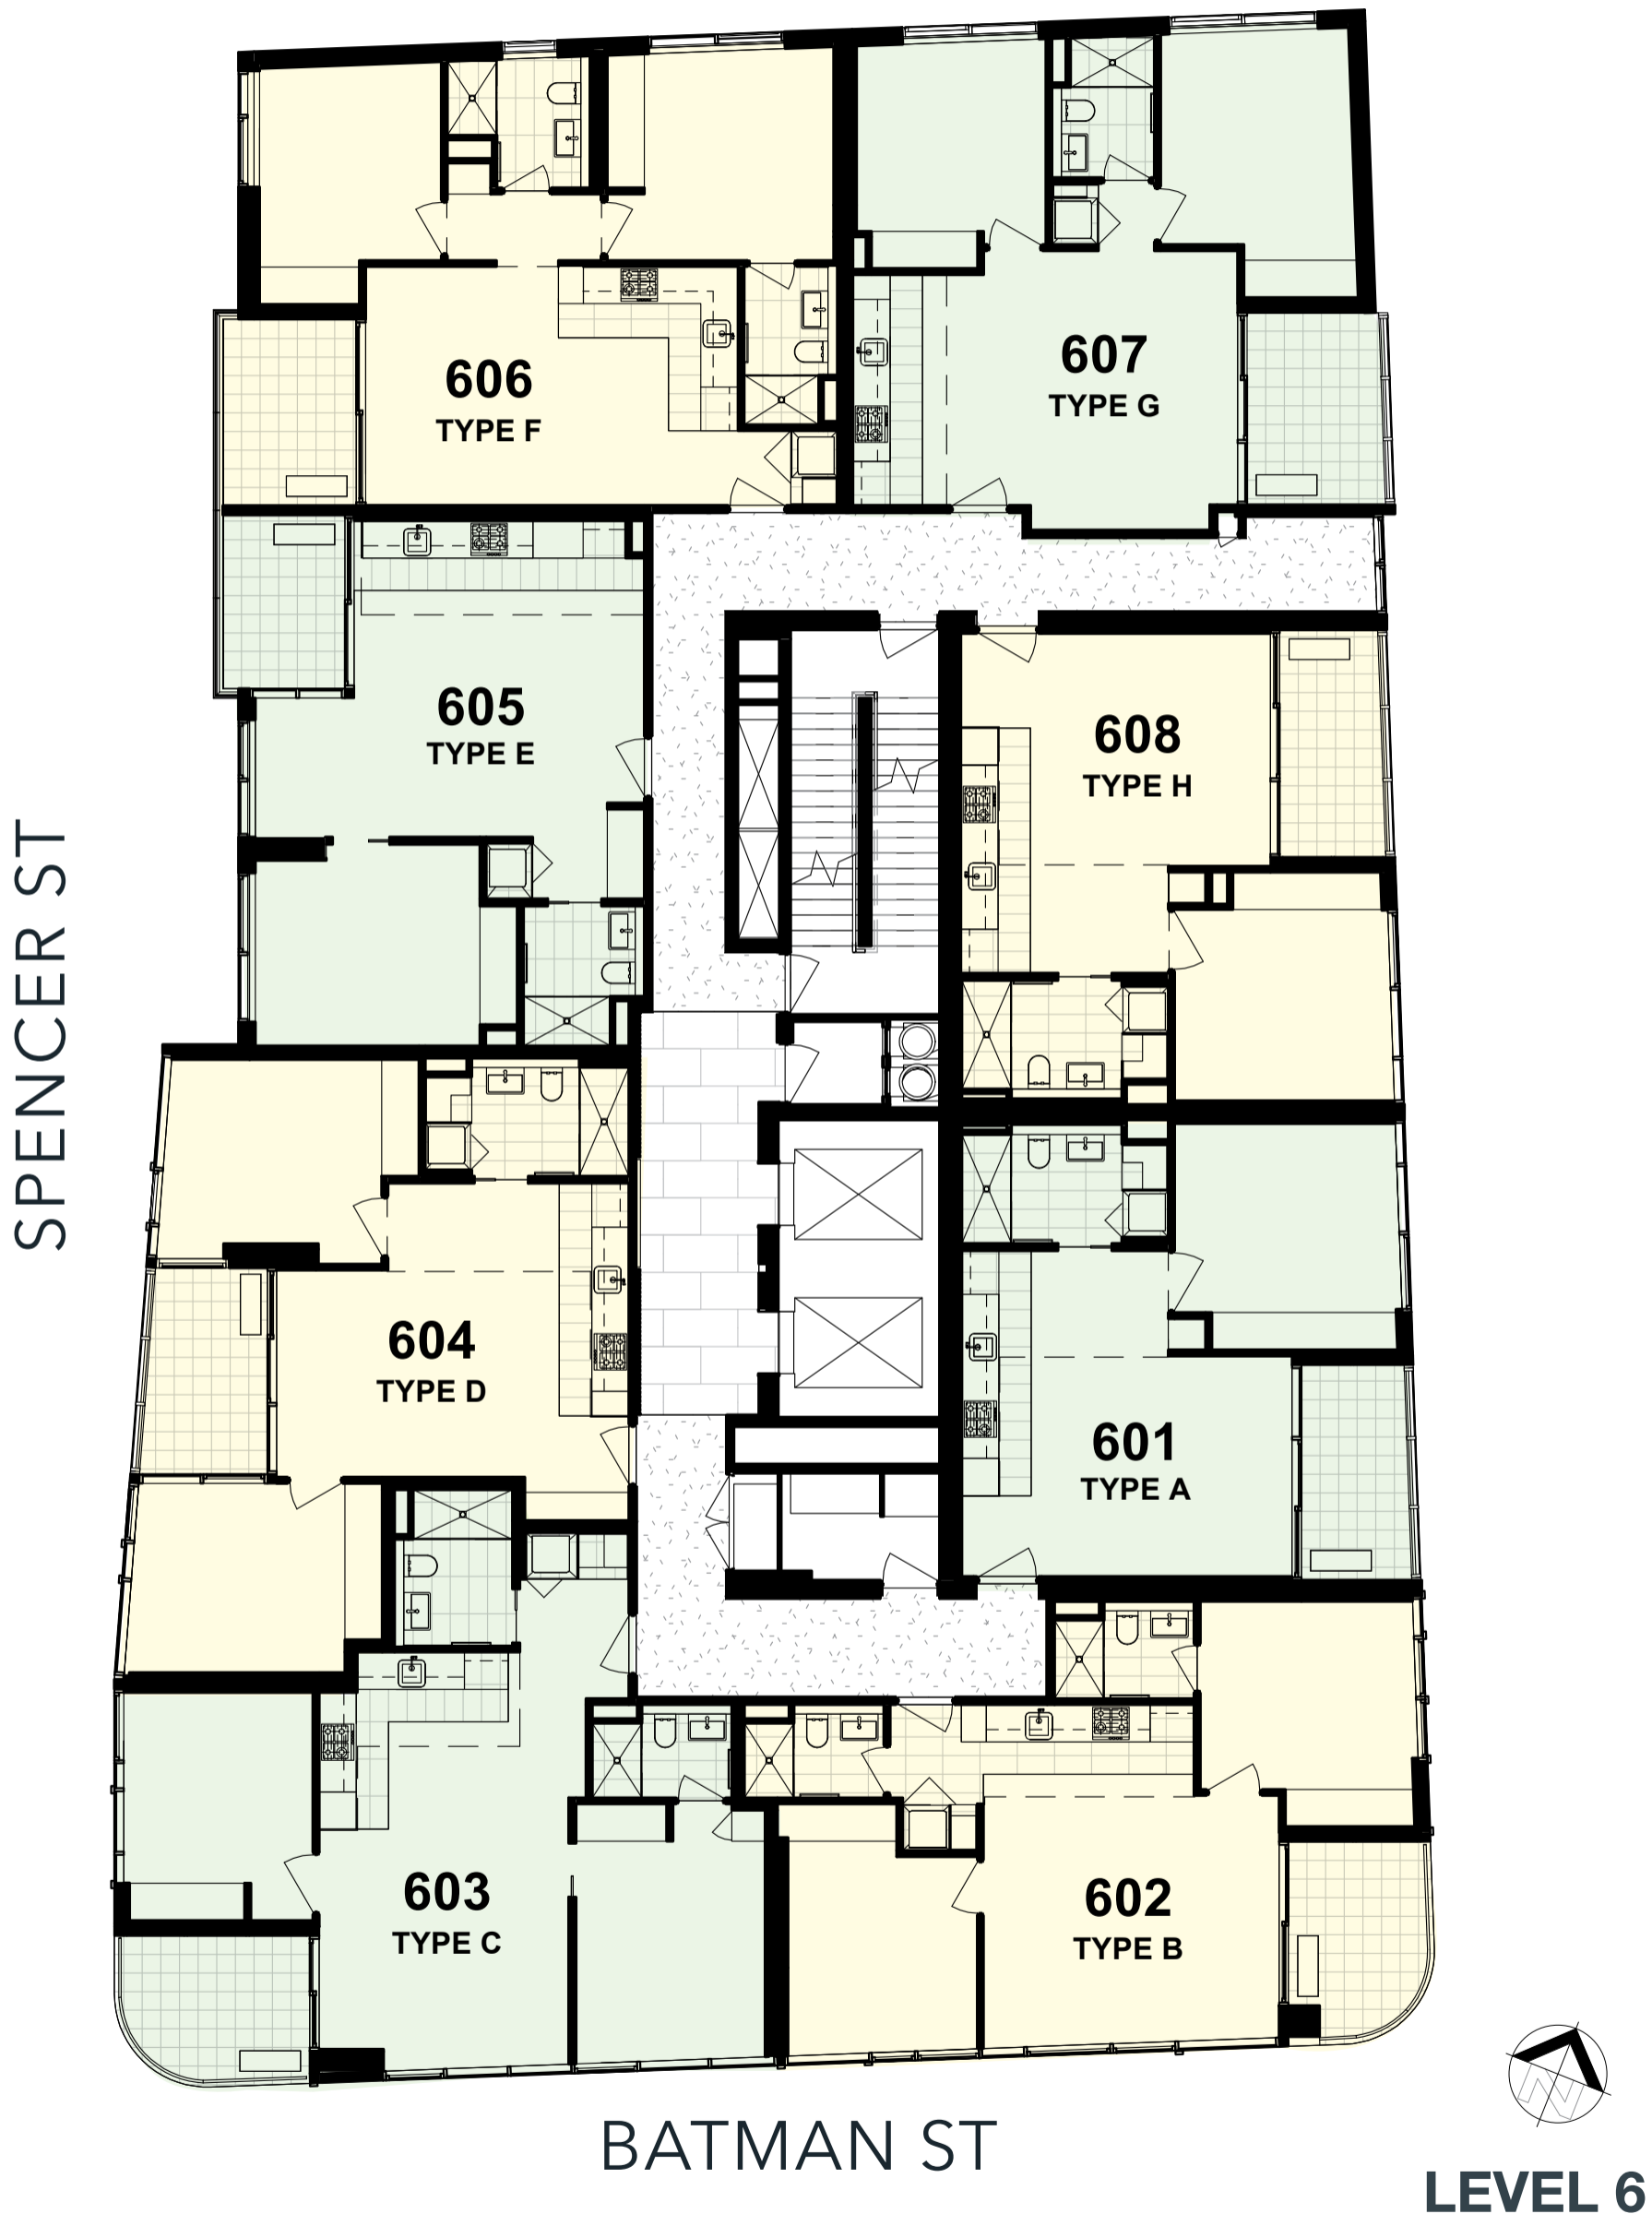 606
TYPE F
607
TYPE G
605
TYPE E
608
TYPE H
SPENCER ST
604
TYPE D
601
TYPE A
603
TYPE C
602
TYPE B
N
BATMAN ST
LEVEL 6